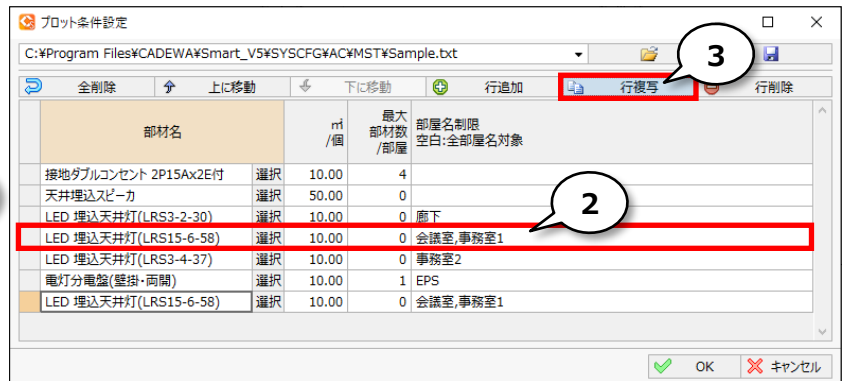 プロット条件設定
C:¥Program Files¥CADEWA¥Smart_V5¥SYSCFG¥AC¥MST¥Sample.txt
3
全削除 上に移動 下に移動 行追加 行複写 行削除
部材名 ㎡/個 最大部材数/部屋 部屋名制限 空白:全部屋名対象
接地ダブルコンセント 2P15Ax2E付 選択 10.00 4
天井埋込スピーカ 選択 50.00 0
2
LED 埋込天井灯(LRS3-2-30) 選択 10.00 0 廊下
LED 埋込天井灯(LRS15-6-58) 選択 10.00 0 会議室,事務室1
LED 埋込天井灯(LRS3-4-37) 選択 10.00 0 事務室2
電灯分電盤(壁掛・両開) 選択 10.00 1 EPS
LED 埋込天井灯(LRS15-6-58) 選択 10.00 0 会議室,事務室1
OK キャンセル